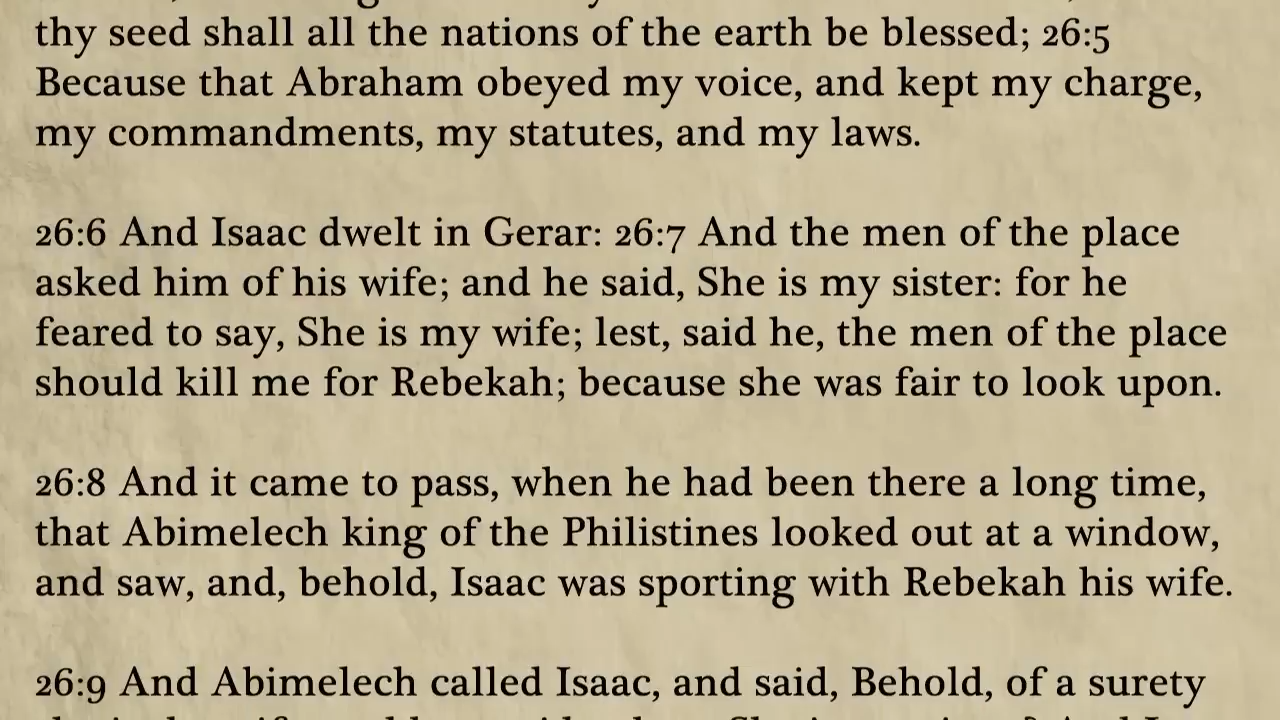 thy seed shall all the nations of the earth be blessed; 26:5
Because that Abraham obeyed my voice, and kept my charge,
my commandments, my statutes, and my laws.
26:6 And Isaac dwelt in Gerar: 26:7 And the men of the place
asked him of his wife; and he said, She is my sister: for he
feared to say, She is my wife; lest, said he, the men of the place
should kill me for Rebekah; because she was fair to look upon.
26:8 And it came to pass, when he had been there a long time,
that Abimelech king of the Philistines looked out at a window,
and saw, and, behold, Isaac was sporting with Rebekah his wife.
26:9 And Abimelech called Isaac, and said, Behold, of a surety